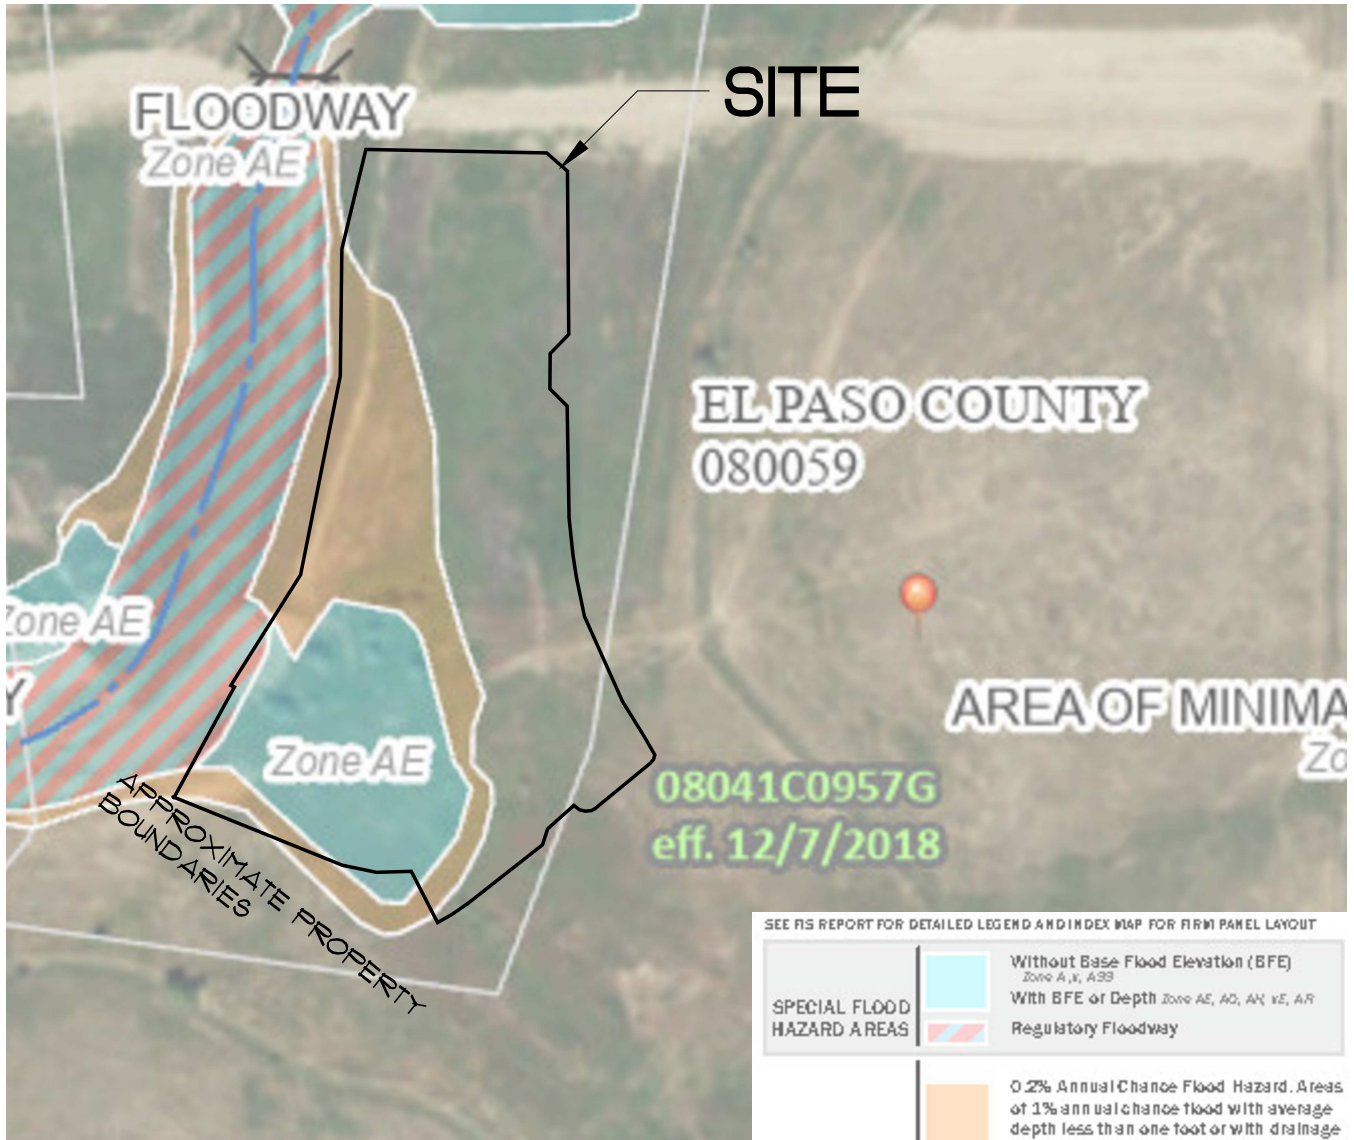 SITE
FLOODWAY
Zone AE
EL PASO COUNTY
080059
Zone AE
Y
AREA OF MINIMA
Zo
Zone AE
08041C0957G
eff. 12/7/2018
APPROXIMATE PROPERTY
BOUNDARIES
SEE FIS REPORT FOR DETAILED LEGEND AND INDEX MAP FOR FIRM PANEL LAYOUT
SPECIAL FLOOD
HAZARD AREAS
Without Base Flood Elevation (BFE)
Zone A, V, A99
With BFE or Depth Zone AE, AO, AH, VE, AR
Regulatory Floodway
0.2% Annual Chance Flood Hazard. Areas
of 1% annual chance flood with average
depth less than one foot or with drainage